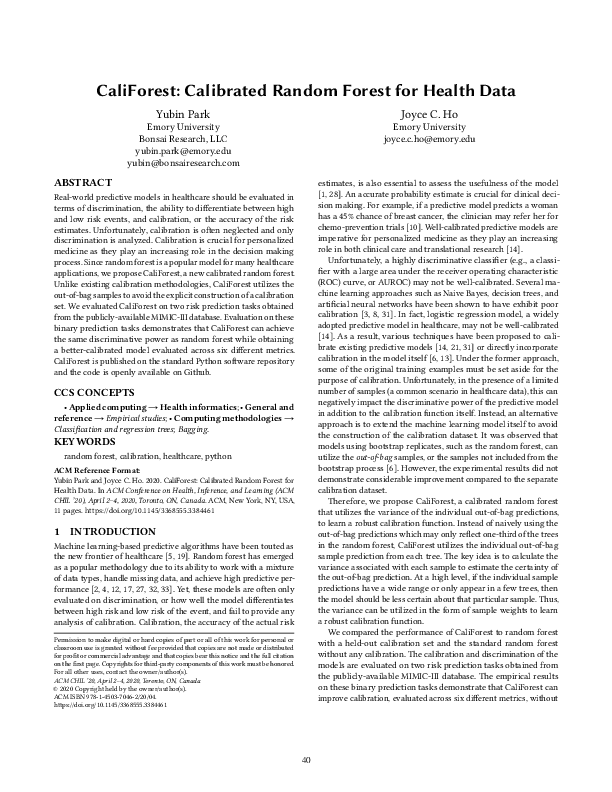 CaliForest: Calibrated Random Forest for Health Data
Yubin Park
Emory University
Bonsai Research, LLC
yubin.park@emory.edu
yubin@bonsairesearch.com
Joyce C. Ho
Emory University
joyce.c.ho@emory.edu
ABSTRACT
Real-world predictive models in healthcare should be evaluated in
terms of discrimination, the ability to differentiate between high
and low risk events, and calibration, or the accuracy of the risk
estimates. Unfortunately, calibration is often neglected and only
discrimination is analyzed. Calibration is crucial for personalized
medicine as they play an increasing role in the decision making
process. Since random forest is a popular model for many healthcare
applications, we propose CaliForest, a new calibrated random forest.
Unlike existing calibration methodologies, CaliForest utilizes the
out-of-bag samples to avoid the explicit construction of a calibration
set. We evaluated CaliForest on two risk prediction tasks obtained
from the publicly-available MIMIC-III database. Evaluation on these
binary prediction tasks demonstrates that CaliForest can achieve
the same discriminative power as random forest while obtaining
a better-calibrated model evaluated across six different metrics.
CaliForest is published on the standard Python software repository
and the code is openly available on Github.
CCS CONCEPTS
• Applied computing → Health informatics; • General and
reference → Empirical studies; • Computing methodologies →
Classification and regression trees; Bagging.
KEYWORDS
random forest, calibration, healthcare, python
ACM Reference Format:
Yubin Park and Joyce C. Ho. 2020. CaliForest: Calibrated Random Forest for
Health Data. In ACM Conference on Health, Inference, and Learning (ACM
CHIL '20), April 2–4, 2020, Toronto, ON, Canada. ACM, New York, NY, USA,
11 pages. https://doi.org/10.1145/3368555.3384461
1 INTRODUCTION
Machine learning-based predictive algorithms have been touted as
the new frontier of healthcare [5, 19]. Random forest has emerged
as a popular methodology due to its ability to work with a mixture
of data types, handle missing data, and achieve high predictive per-
formance [2, 4, 12, 17, 27, 32, 33]. Yet, these models are often only
evaluated on discrimination, or how well the model differentiates
between high risk and low risk of the event, and fail to provide any
analysis of calibration. Calibration, the accuracy of the actual risk
Permission to make digital or hard copies of part or all of this work for personal or
classroom use is granted without fee provided that copies are not made or distributed
for profit or commercial advantage and that copies bear this notice and the full citation
on the first page. Copyrights for third-party components of this work must be honored.
For all other uses, contact the owner/author(s).
ACM CHIL '20, April 2–4, 2020, Toronto, ON, Canada
© 2020 Copyright held by the owner/author(s).
ACM ISBN 978-1-4503-7046-2/20/04.
https://doi.org/10.1145/3368555.3384461
estimates, is also essential to assess the usefulness of the model
[1, 28]. An accurate probability estimate is crucial for clinical deci-
sion making. For example, if a predictive model predicts a woman
has a 45% chance of breast cancer, the clinician may refer her for
chemo-prevention trials [10]. Well-calibrated predictive models are
imperative for personalized medicine as they play an increasing
role in both clinical care and translational research [14].
Unfortunately, a highly discriminative classifier (e.g., a classi-
fier with a large area under the receiver operating characteristic
(ROC) curve, or AUROC) may not be well-calibrated. Several ma-
chine learning approaches such as Naive Bayes, decision trees, and
artificial neural networks have been shown to have exhibit poor
calibration [3, 8, 31]. In fact, logistic regression model, a widely
adopted predictive model in healthcare, may not be well-calibrated
[14]. As a result, various techniques have been proposed to cali-
brate existing predictive models [14, 21, 31] or directly incorporate
calibration in the model itself [6, 13]. Under the former approach,
some of the original training examples must be set aside for the
purpose of calibration. Unfortunately, in the presence of a limited
number of samples (a common scenario in healthcare data), this can
negatively impact the discriminative power of the predictive model
in addition to the calibration function itself. Instead, an alternative
approach is to extend the machine learning model itself to avoid
the construction of the calibration dataset. It was observed that
models using bootstrap replicates, such as the random forest, can
utilize the out-of-bag samples, or the samples not included from the
bootstrap process [6]. However, the experimental results did not
demonstrate considerable improvement compared to the separate
calibration dataset.
Therefore, we propose CaliForest, a calibrated random forest
that utilizes the variance of the individual out-of-bag predictions,
to learn a robust calibration function. Instead of naively using the
out-of-bag predictions which may only reflect one-third of the trees
in the random forest, CaliForest utilizes the individual out-of-bag
sample prediction from each tree. The key idea is to calculate the
variance associated with each sample to estimate the certainty of
the out-of-bag prediction. At a high level, if the individual sample
predictions have a wide range or only appear in a few trees, then
the model should be less certain about that particular sample. Thus,
the variance can be utilized in the form of sample weights to learn
a robust calibration function.
We compared the performance of CaliForest to random forest
with a held-out calibration set and the standard random forest
without any calibration. The calibration and discrimination of the
models are evaluated on two risk prediction tasks obtained from
the publicly-available MIMIC-III database. The empirical results
on these binary prediction tasks demonstrate that CaliForest can
improve calibration, evaluated across six different metrics, without
40